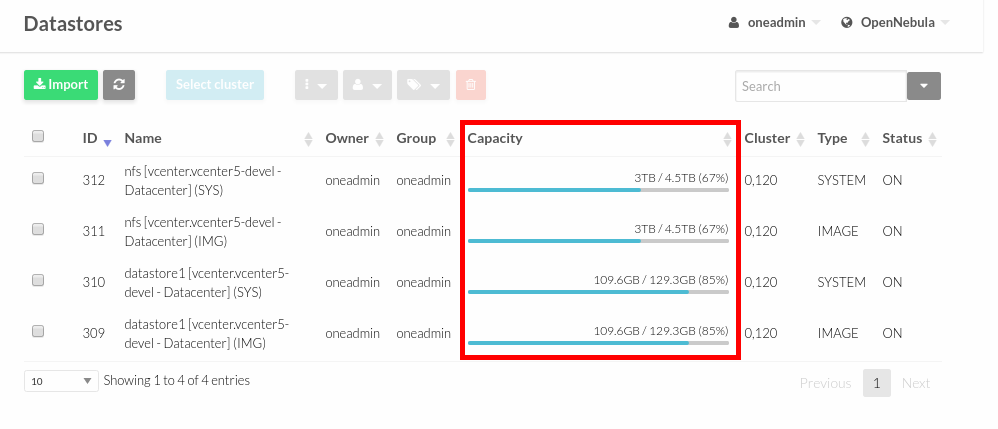 Datastores
oneadmin
OpenNebula
Import
Select cluster
Search
ID Name Owner Group Capacity Cluster Type Status
312 nfs [vcenter.vcenter5-devel - oneadmin oneadmin 3TB / 4.5TB (67%) 0,120 SYSTEM ON
Datacenter] (SYS)
311 nfs [vcenter.vcenter5-devel - oneadmin oneadmin 3TB / 4.5TB (67%) 0,120 IMAGE ON
Datacenter] (IMG)
310 datastore1 [vcenter.vcenter5- oneadmin oneadmin 109.6GB / 129.3GB (85%) 0,120 SYSTEM ON
devel - Datacenter] (SYS)
309 datastore1 [vcenter.vcenter5- oneadmin oneadmin 109.6GB / 129.3GB (85%) 0,120 IMAGE ON
devel - Datacenter] (IMG)
10 Showing 1 to 4 of 4 entries
Previous 1 Next